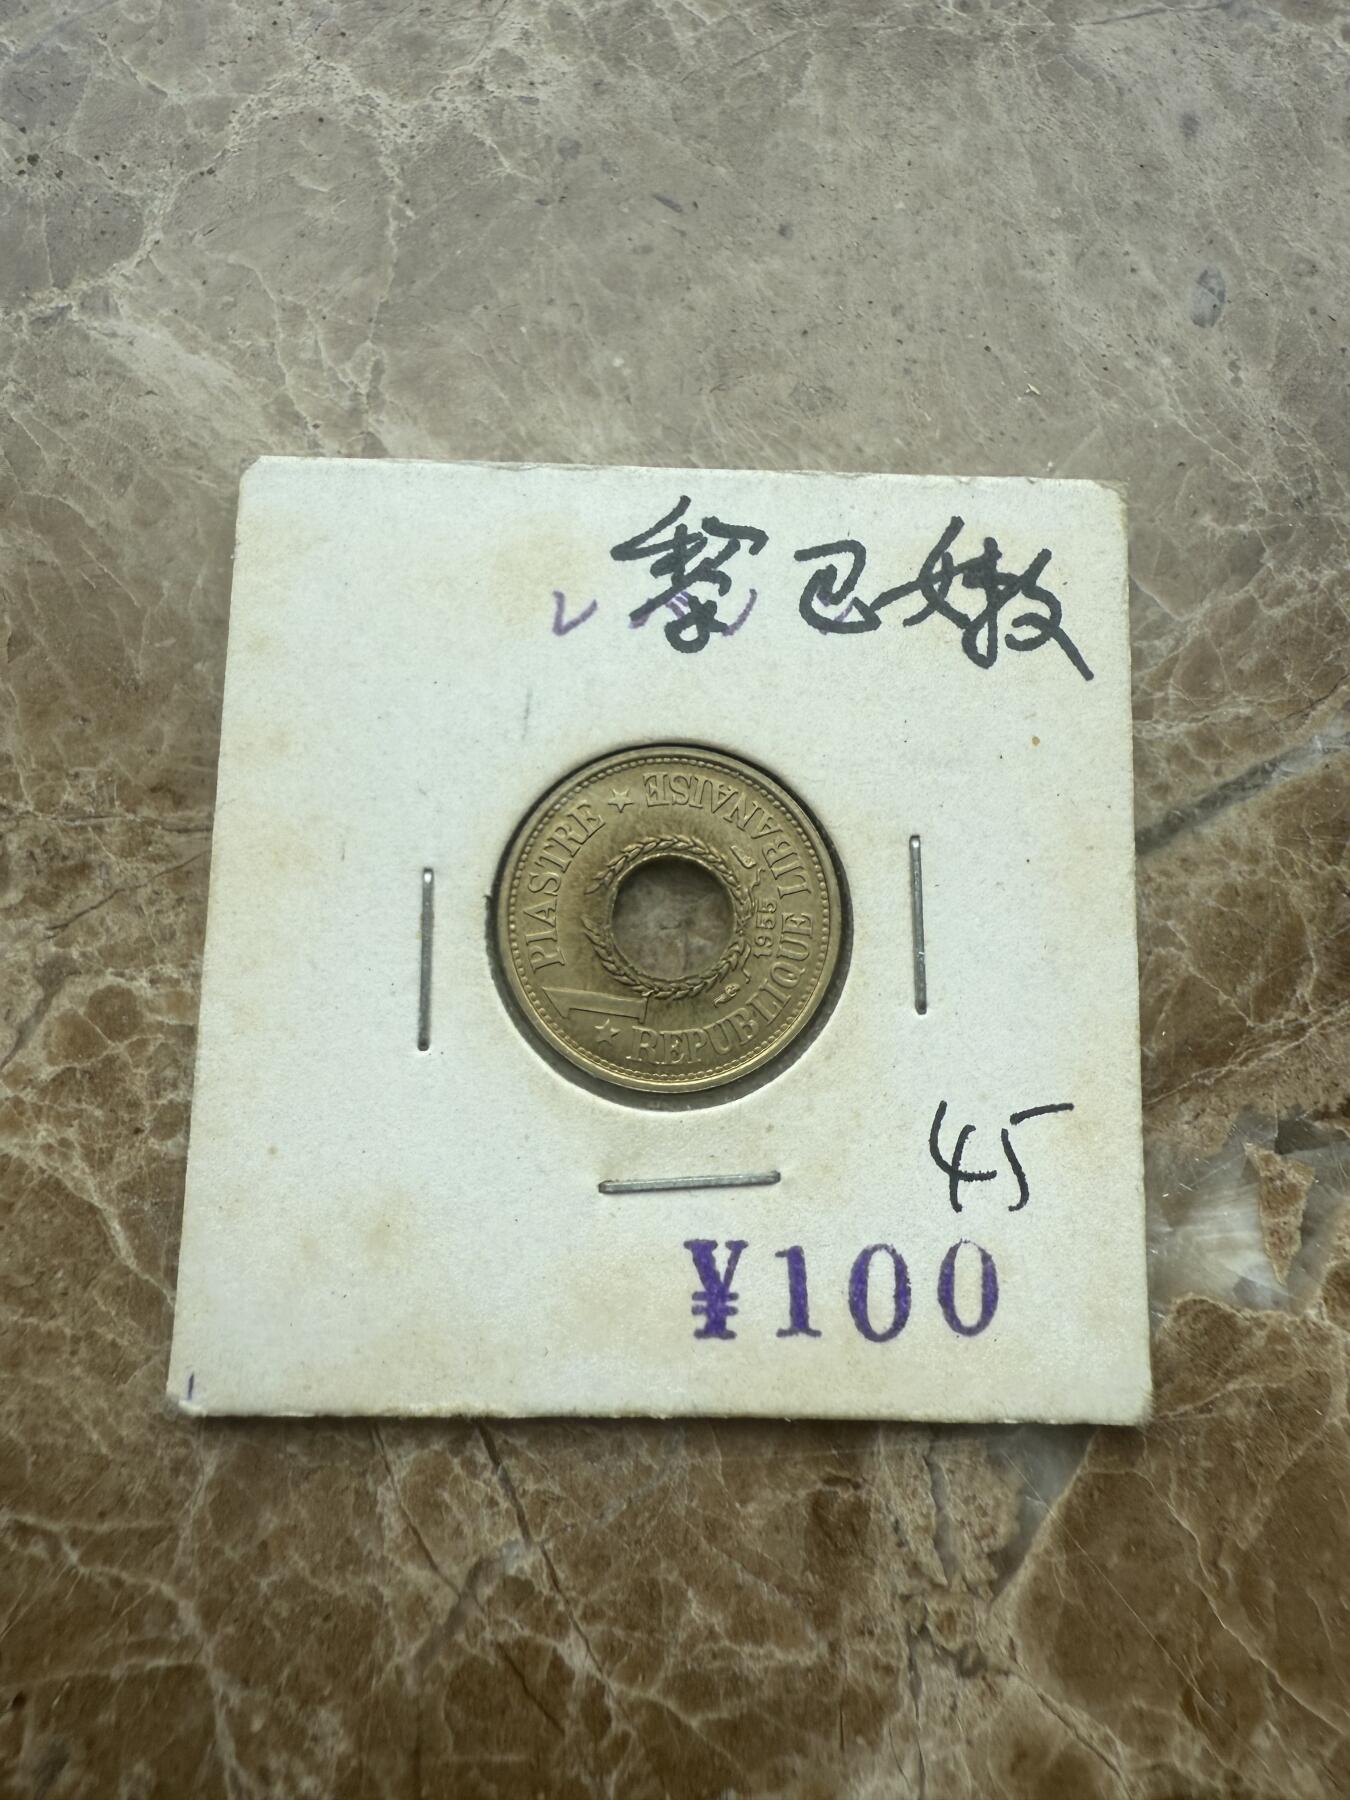 黎巴嫩
1 PIASTRE ★ REPUBLIQUE LIBANAISE ★
1955
45
¥100